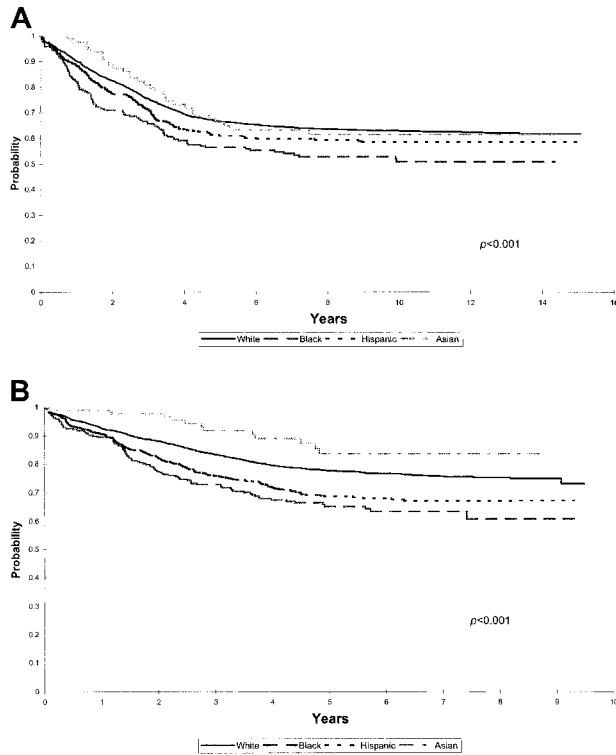 A
1
0.9
0.8
0.7
0.6
0.5
0.4
0.3
0.2
0.1
0
Probability
p<0.001
0 2 4 6 8 10 12 14 16
Years
White Black Hispanic Asian
B
1
0.9
0.8
0.7
0.6
0.5
0.4
0.3
0.2
0.1
0
Probability
p<0.001
0 1 2 3 4 5 6 7 8 9 10
Years
White Black Hispanic Asian